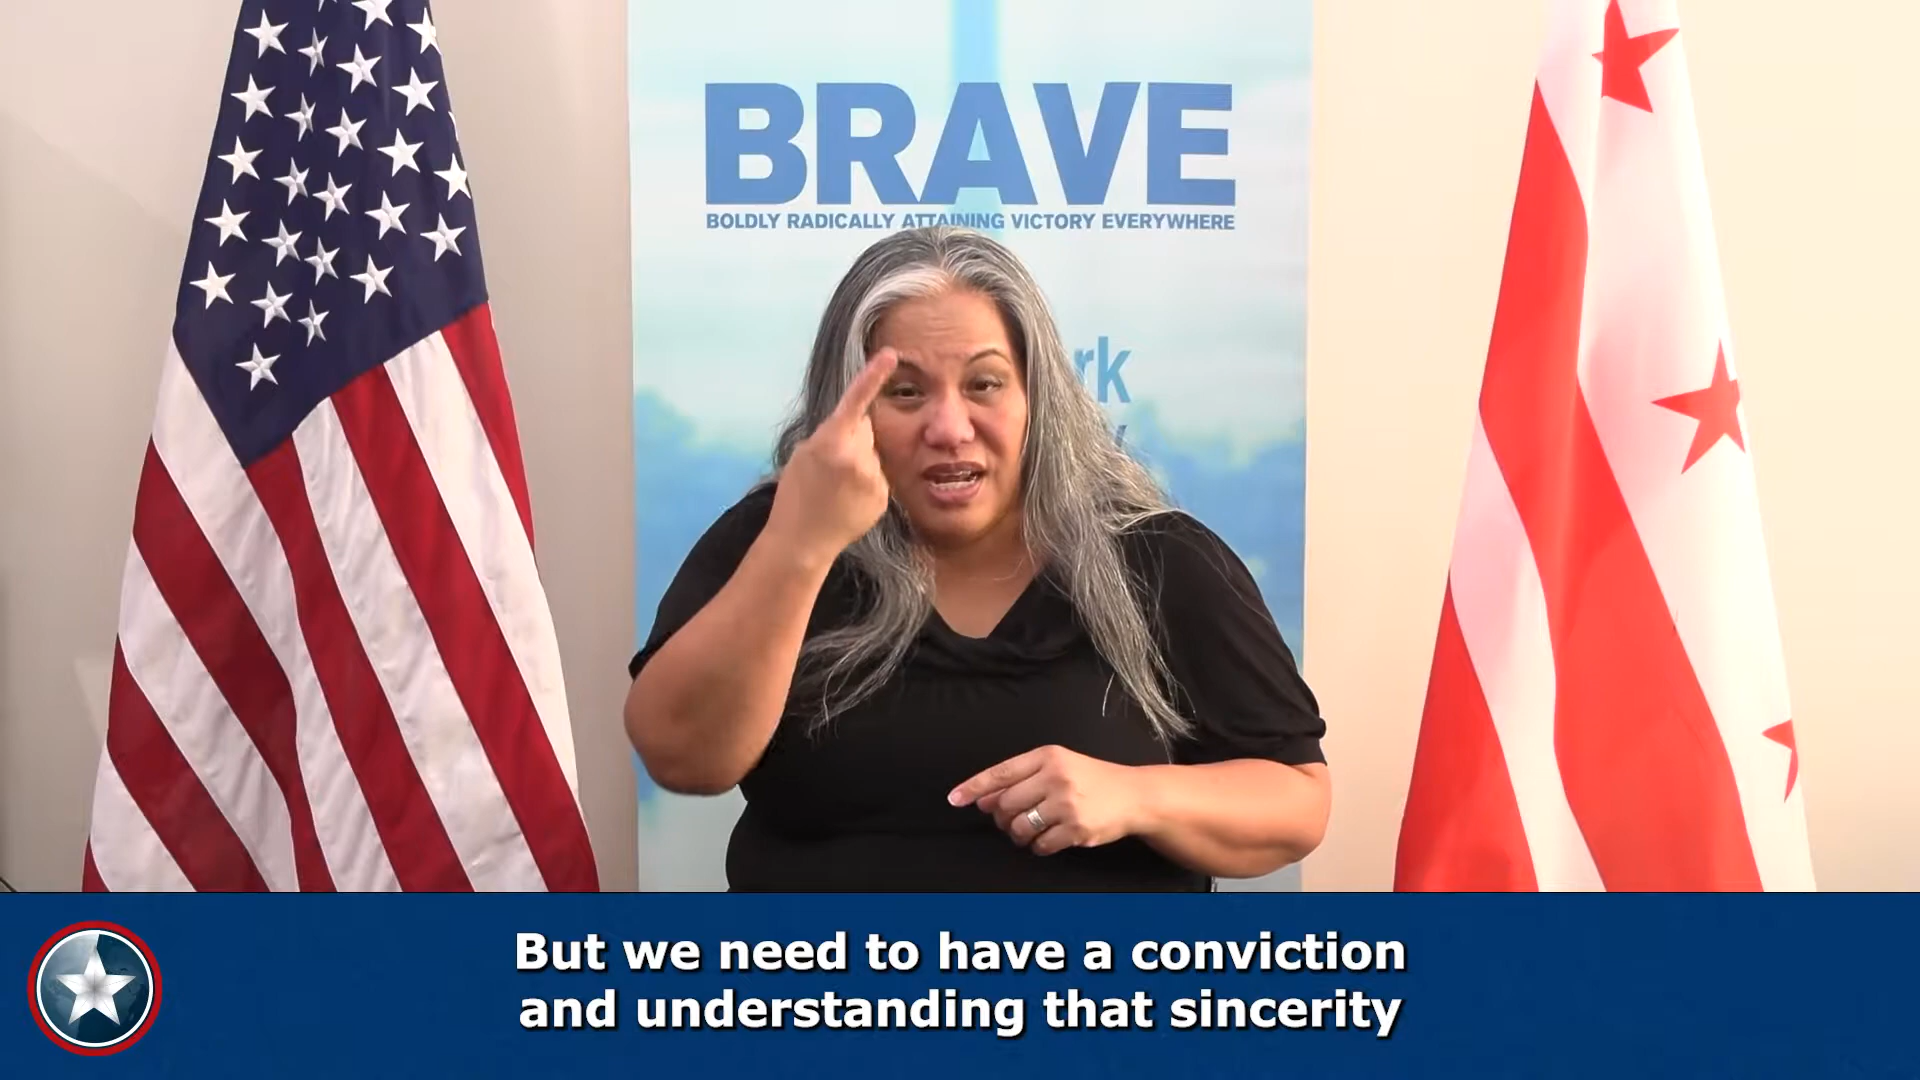 BRAVE
BOLDLY RADICALLY ATTAINING VICTORY EVERYWHERE
But we need to have a conviction
and understanding that sincerity